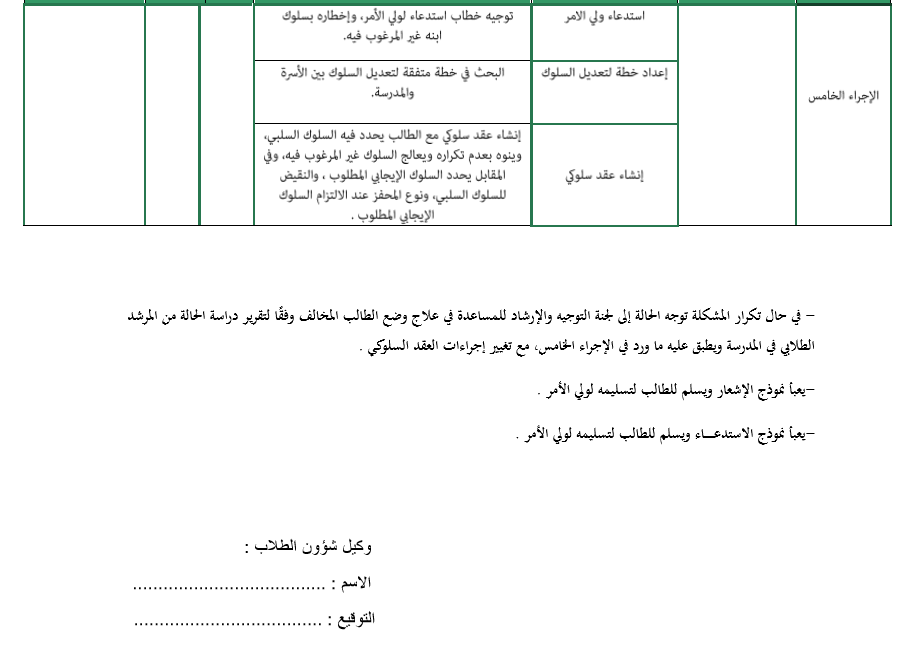 الإجراء الخامس
استدعاء ولي الامر
توجيه خطاب استدعاء لولي الأمر، وإخطاره بسلوك
ابنه غير المرغوب فيه.
إعداد خطة لتعديل السلوك
البحث في خطة متفقة لتعديل السلوك بين الأسرة
والمدرسة.
إنشاء عقد سلوكي
إنشاء عقد سلوكي مع الطالب يحدد فيه السلوك السلبي،
وينوه بعدم تكراره ويعالج السلوك غير المرغوب فيه، وفي
المقابل يحدد السلوك الإيجابي المطلوب ، والنقيض
للسلوك السلبي، ونوع المحفز عند الالتزام السلوك
الإيجابي المطلوب .
– في حال تكرار المشكلة توجه الحالة إلى لجنة التوجيه والإرشاد للمساعدة في علاج وضع الطالب المخالف وفقًا لتقرير دراسة الحالة من المرشد
الطلابي في المدرسة ويطبق عليه ما ورد في الإجراء الخامس، مع تغيير إجراءات العقد السلوكي .
–يعبأ نموذج الإشعار ويسلم للطالب لتسليمه لولي الأمر .
–يعبأ نموذج الاستدعـــاء ويسلم للطالب لتسليمه لولي الأمر .
وكيل شؤون الطلاب :
الاسم : ......................................
التوقيع : .....................................